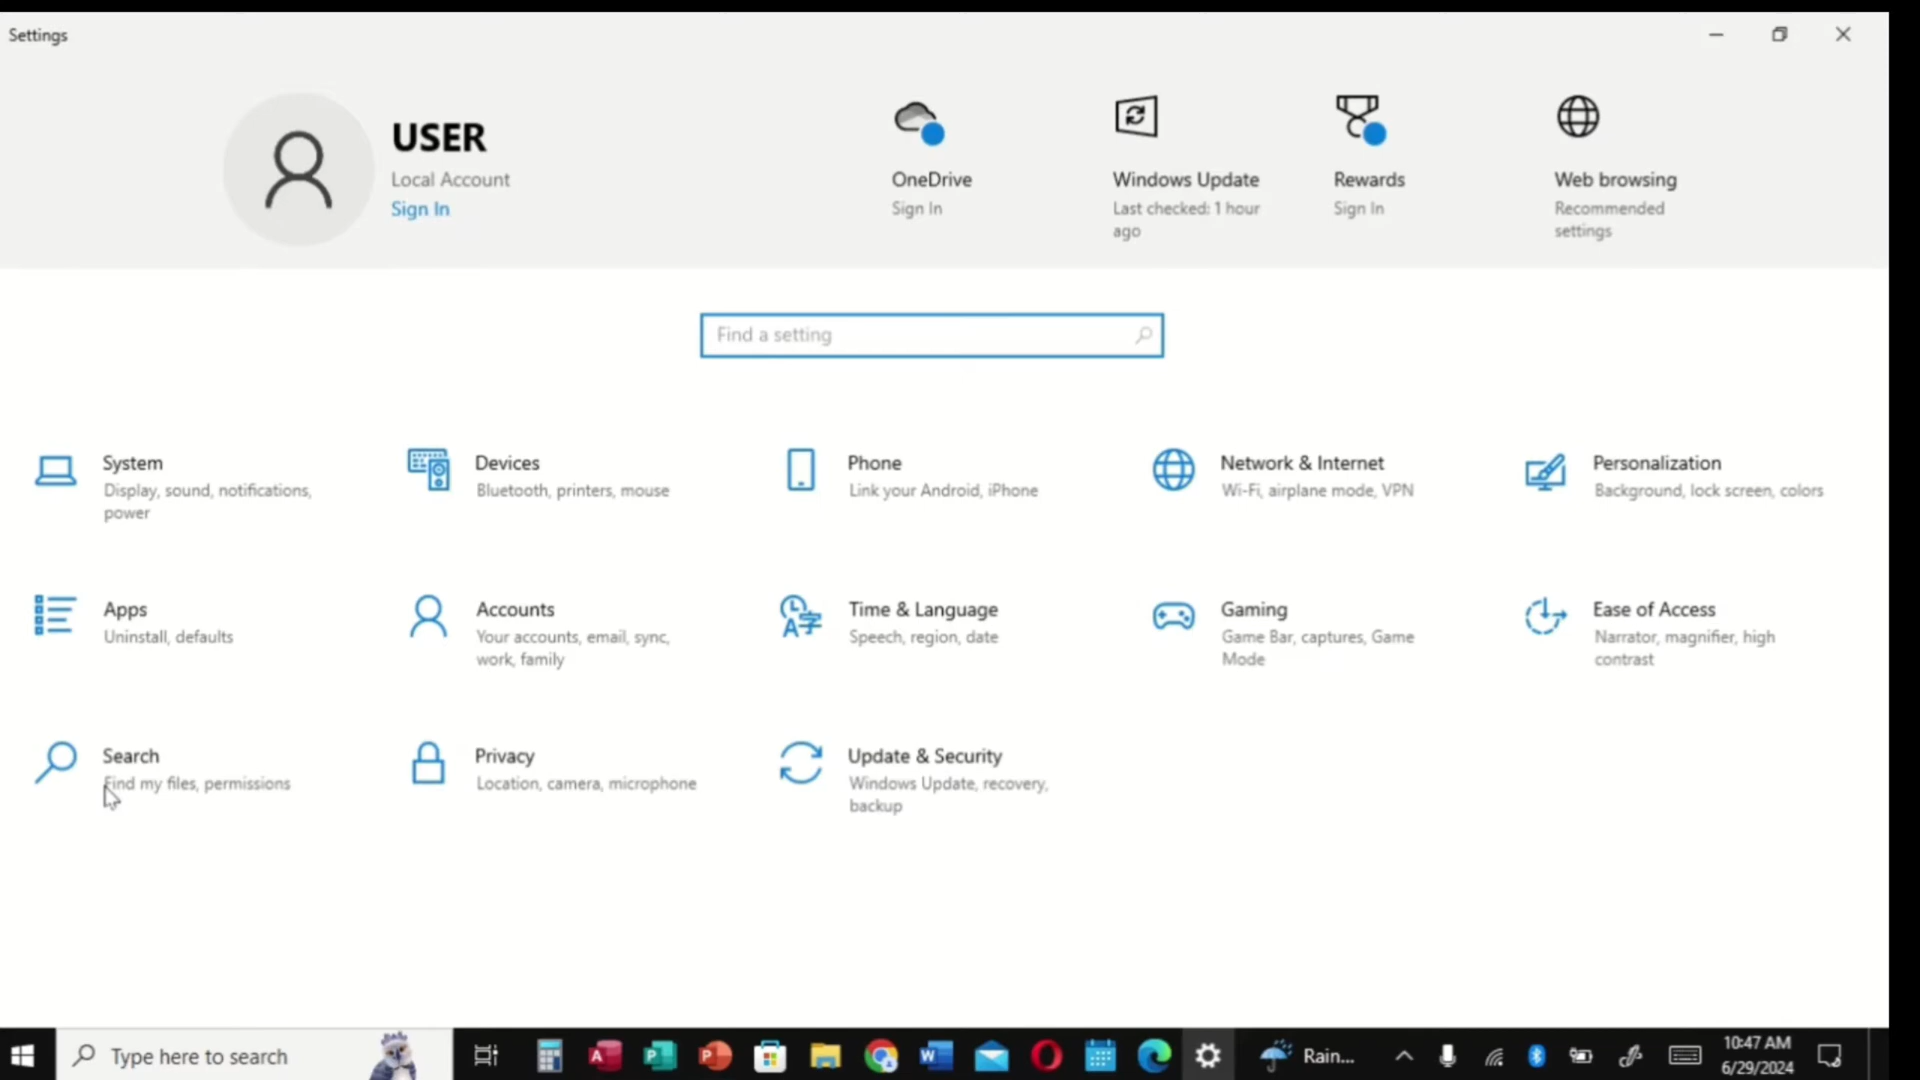 Settings
USER
Local Account
Sign In
OneDrive
Sign In
Windows Update
Last checked: 1 hour
ago
Rewards
Sign In
Web browsing
Recommended
settings
Find a setting
System
Display, sound, notifications,
power
Devices
Bluetooth, printers, mouse
Phone
Link your Android, iPhone
Network & Internet
Wi-Fi, airplane mode, VPN
Personalization
Background, lock screen, colors
Apps
Uninstall, defaults
Accounts
Your accounts, email, sync,
work, family
Time & Language
Speech, region, date
Gaming
Game Bar, captures, Game
Mode
Ease of Access
Narrator, magnifier, high
contrast
Search
Find my files, permissions
Privacy
Location, camera, microphone
Update & Security
Windows Update, recovery,
backup
Type here to search
Rain...
10:47 AM
6/29/2024